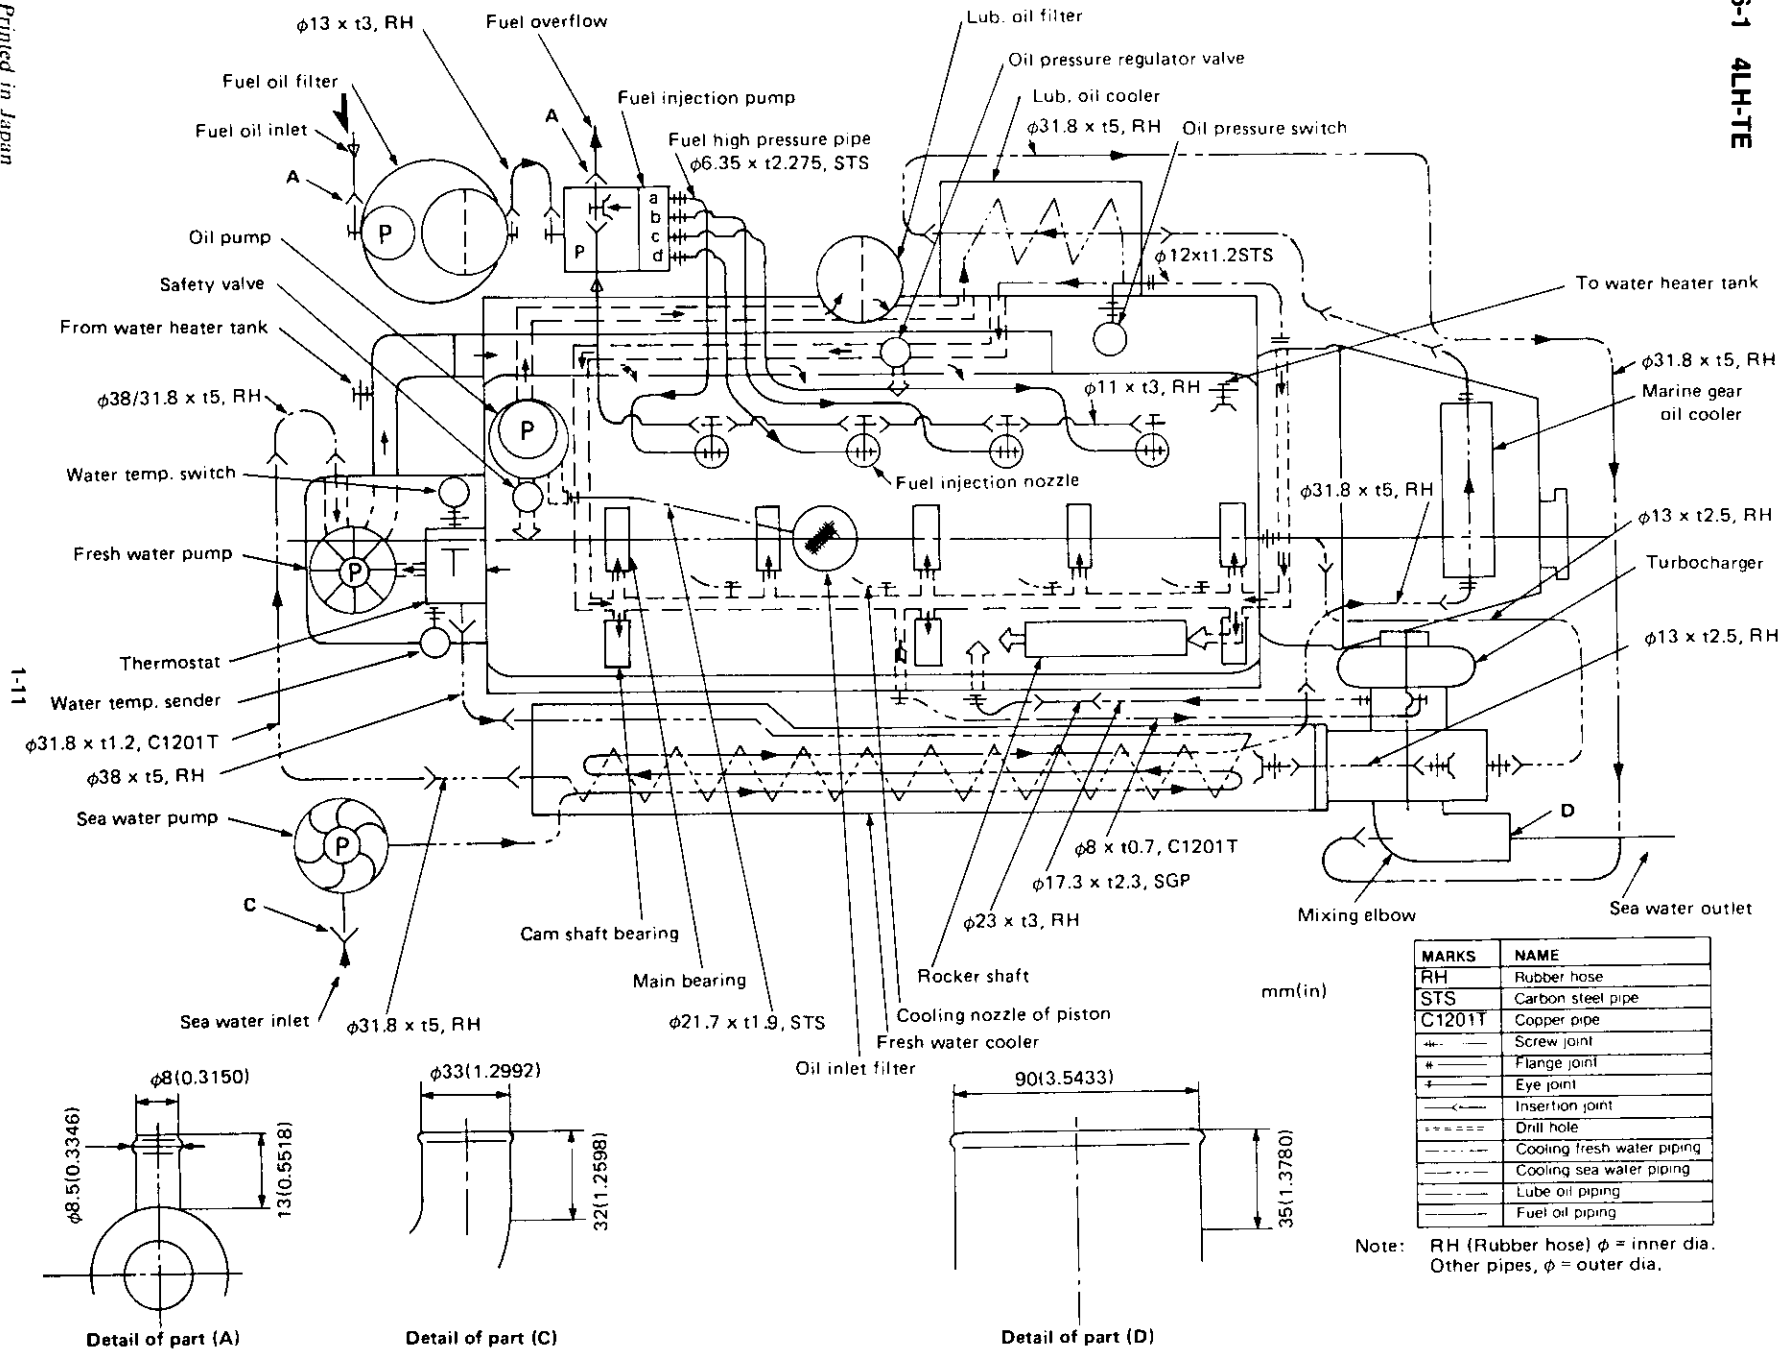 6-1 4LH-TE
Printed in Japan
1-11
φ13 x t3, RH
Fuel overflow
Lub. oil filter
Oil pressure regulator valve
Fuel oil filter
Fuel injection pump
Lub. oil cooler
φ31.8 x t5, RH
Oil pressure switch
Fuel oil inlet
A
A
Fuel high pressure pipe
φ6.35 x t2.275, STS
a
b
c
d
P
P
Oil pump
φ12xt1.2STS
Safety valve
To water heater tank
From water heater tank
φ38/31.8 x t5, RH
φ11 x t3, RH
φ31.8 x t5, RH
Marine gear
oil cooler
P
Water temp. switch
Fuel injection nozzle
φ31.8 x t5, RH
φ13 x t2.5, RH
Fresh water pump
P
T
Turbocharger
φ13 x t2.5, RH
Thermostat
Water temp. sender
φ31.8 x t1.2, C1201T
φ38 x t5, RH
Sea water pump
P
D
φ8 x t0.7, C1201T
φ17.3 x t2.3, SGP
φ23 x t3, RH
C
Mixing elbow
Sea water outlet
Cam shaft bearing
Main bearing
Rocker shaft
mm(in)
Sea water inlet
φ31.8 x t5, RH
φ21.7 x t1.9, STS
Cooling nozzle of piston
Fresh water cooler
Oil inlet filter
MARKS NAME
RH Rubber hose
STS Carbon steel pipe
C1201T Copper pipe
Screw joint
Flange joint
Eye joint
Insertion joint
Drill hole
Cooling fresh water piping
Cooling sea water piping
Lube oil piping
Fuel oil piping
Note: RH (Rubber hose) φ = inner dia.
Other pipes, φ = outer dia.
φ8(0.3150)
φ8.5(0.3346)
13(0.5518)
Detail of part (A)
φ33(1.2992)
32(1.2598)
Detail of part (C)
90(3.5433)
35(1.3780)
Detail of part (D)